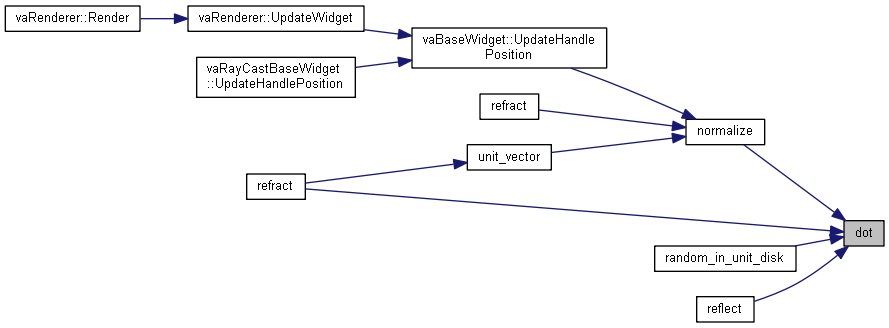 vaRenderer::Render
vaRenderer::UpdateWidget
vaBaseWidget::UpdateHandle
Position
vaRayCastBaseWidget
::UpdateHandlePosition
refract
normalize
unit_vector
refract
dot
random_in_unit_disk
reflect